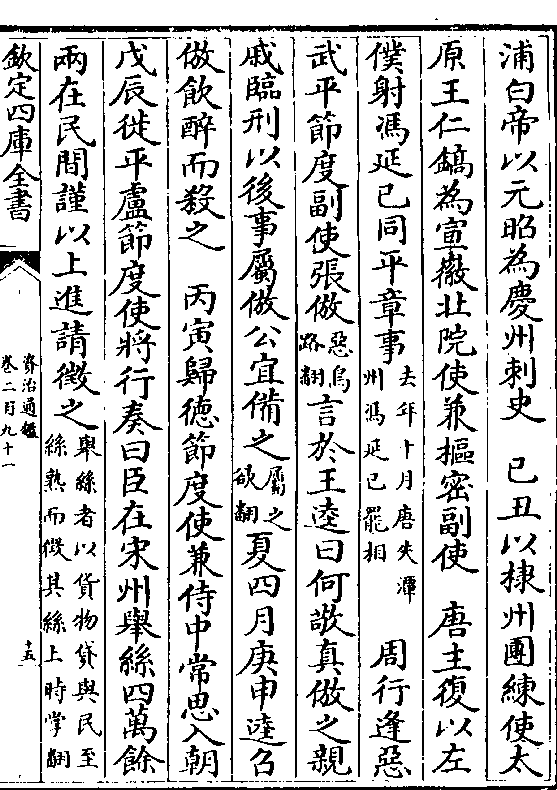 浦白帝以元昭為慶州刺史　己丑以棣州團練使太
原王仁鎬為宣徽北院使兼樞密副使　唐主復以左
僕射馮延已同平章事去年十月唐失潭州馮延已罷相　周行逢惡
武平節度副使張倣惡烏路翻言於王逵曰何敬真倣之親
戚臨刑以後事屬倣公宜備之屬之欲翻夏四月庚申逵召
倣飲醉而殺之　丙寅歸德節度使兼侍中常思入朝
戊辰徙平盧節度使將行奏曰臣在宋州舉絲四萬餘
兩在民間謹以上進請徵之舉絲者以貨物貸與民至絲熟而徵其絲上時掌翻
欽定四庫全書
資治通鑑
卷二百九十一
十五